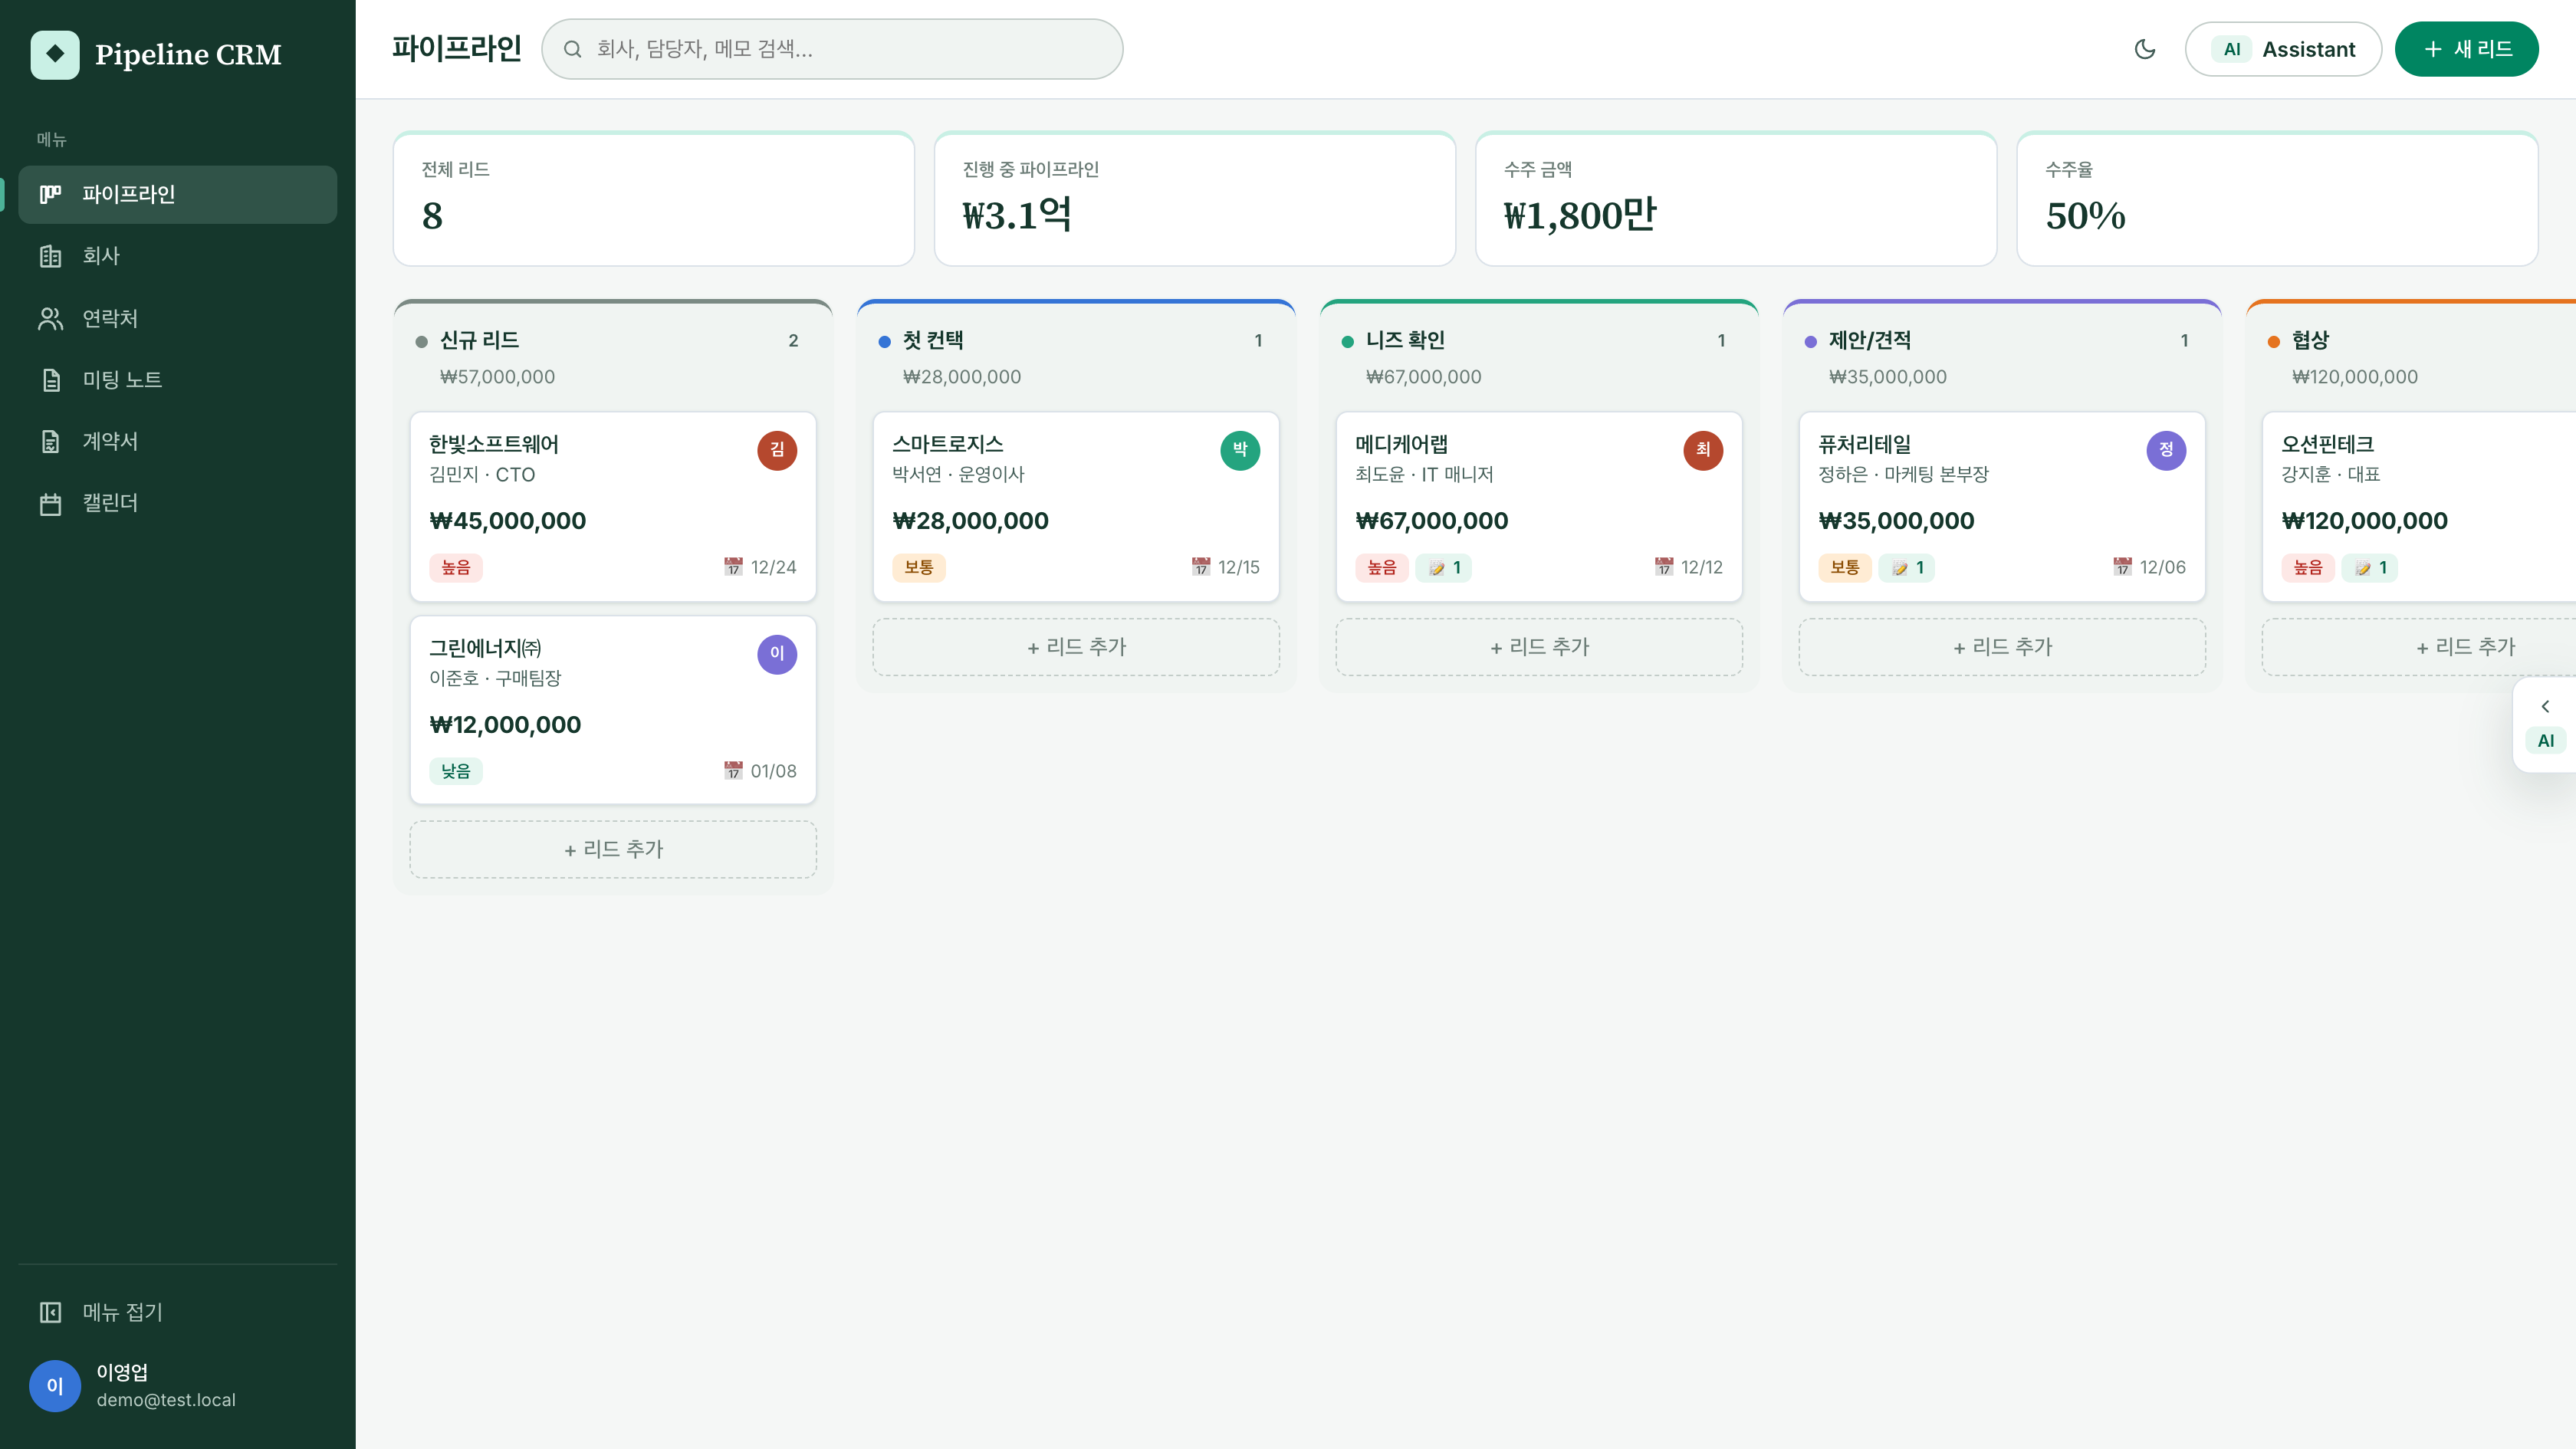 Pipeline CRM
메뉴
파이프라인
회사
연락처
미팅 노트
계약서
캘린더
메뉴 접기
이
이영업
demo@test.local
파이프라인
회사, 담당자, 메모 검색...
AI Assistant
+ 새 리드
전체 리드
8
진행 중 파이프라인
₩3.1억
수주 금액
₩1,800만
수주율
50%
신규 리드 2
₩57,000,000
한빛소프트웨어
김
김민지 · CTO
₩45,000,000
높음
📅 12/24
그린에너지㈜
이
이준호 · 구매팀장
₩12,000,000
낮음
📅 01/08
+ 리드 추가
첫 컨택 1
₩28,000,000
스마트로지스
박
박서연 · 운영이사
₩28,000,000
보통
📅 12/15
+ 리드 추가
니즈 확인 1
₩67,000,000
메디케어랩
최
최도윤 · IT 매니저
₩67,000,000
높음 📝 1
📅 12/12
+ 리드 추가
제안/견적 1
₩35,000,000
퓨처리테일
정
정하은 · 마케팅 본부장
₩35,000,000
보통 📝 1
📅 12/06
+ 리드 추가
협상
₩120,000,000
오션핀테크
강지훈 · 대표
₩120,000,000
높음 📝 1
+ 리드 추가
AI